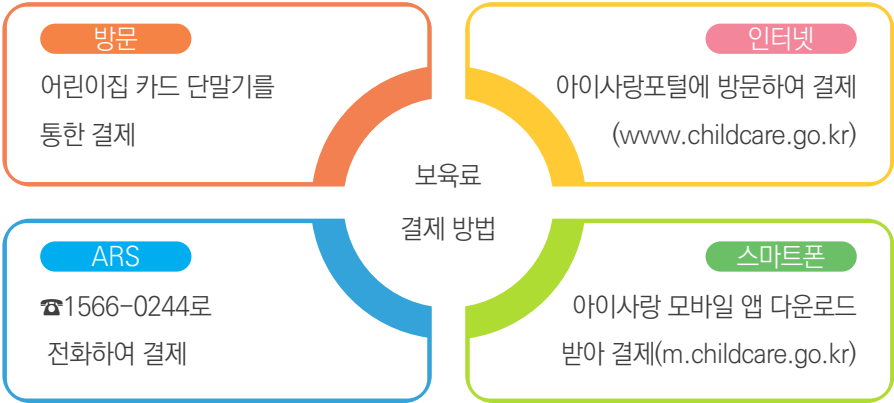 방문
어린이집 카드 단말기를
통한 결제
인터넷
아이사랑포털에 방문하여 결제
(www.childcare.go.kr)
보육료
결제 방법
ARS
☎1566-0244로
전화하여 결제
스마트폰
아이사랑 모바일 앱 다운로드
받아 결제(m.childcare.go.kr)